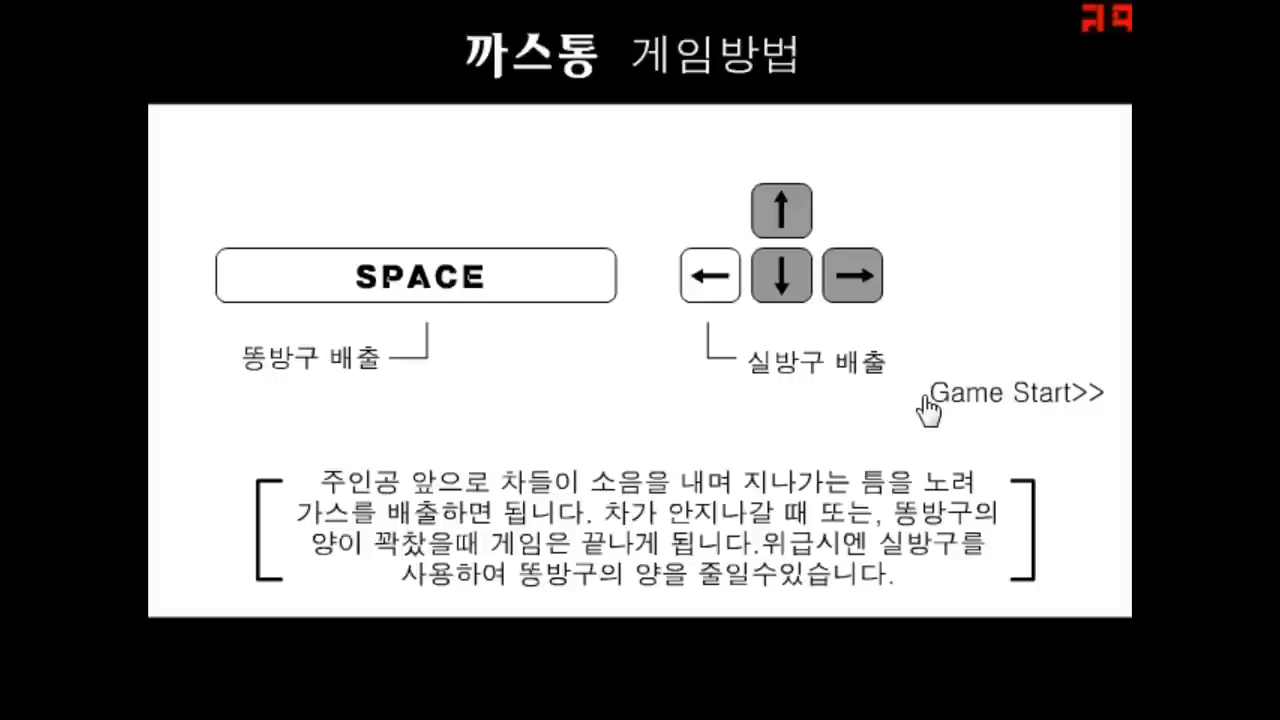 까스통 게임방법
SPACE
똥방구 배출
실방구 배출
Game Start>>
주인공 앞으로 차들이 소음을 내며 지나가는 틈을 노려
가스를 배출하면 됩니다. 차가 안지나갈 때 또는, 똥방구의
양이 꽉찼을때 게임은 끝나게 됩니다.위급시엔 실방구를
사용하여 똥방구의 양을 줄일수있습니다.